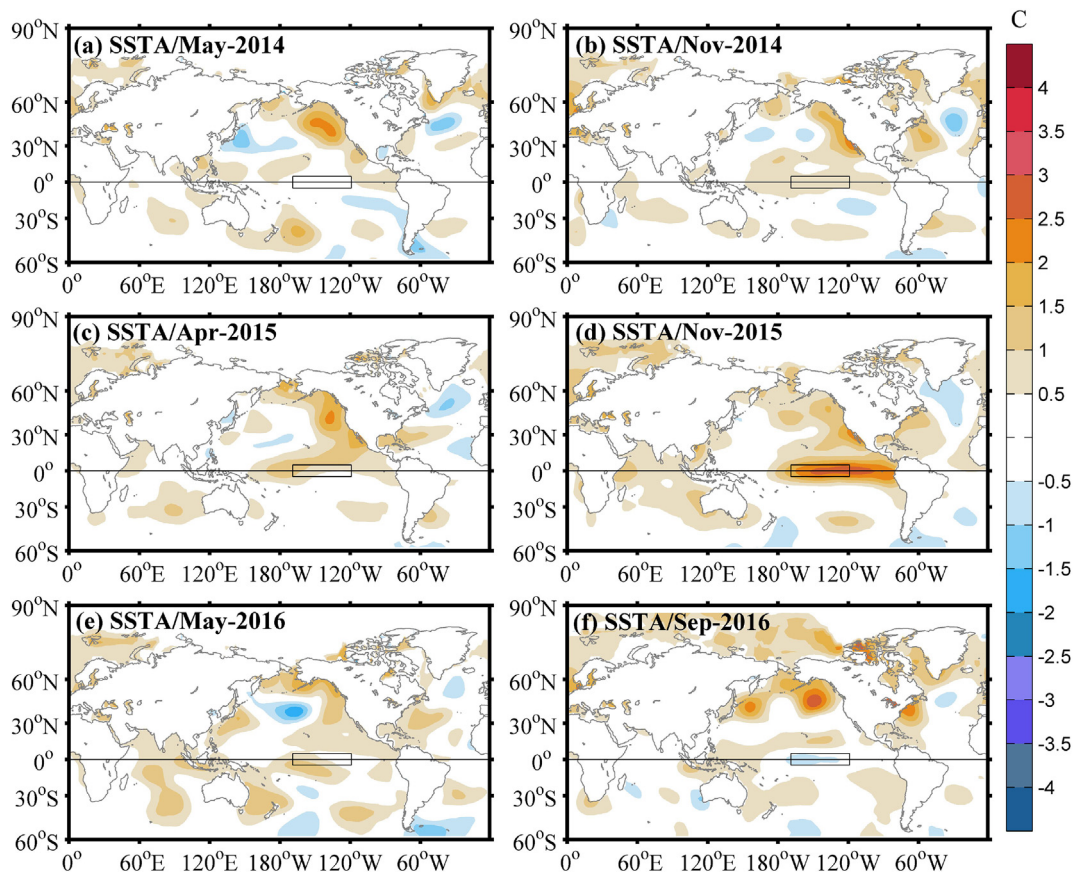 C
(a) SSTA/May-2014
(b) SSTA/Nov-2014
90°N
60°N
30°N
0°
30°S
60°S
0° 60°E 120°E 180°W 120°W 60°W
0° 60°E 120°E 180°W 120°W 60°W
(c) SSTA/Apr-2015
(d) SSTA/Nov-2015
90°N
60°N
30°N
0°
30°S
60°S
0° 60°E 120°E 180°W 120°W 60°W
0° 60°E 120°E 180°W 120°W 60°W
(e) SSTA/May-2016
(f) SSTA/Sep-2016
90°N
60°N
30°N
0°
30°S
60°S
0° 60°E 120°E 180°W 120°W 60°W
0° 60°E 120°E 180°W 120°W 60°W
90°N
60°N
30°N
0°
30°S
60°S
90°N
60°N
30°N
0°
30°S
60°S
90°N
60°N
30°N
0°
30°S
60°S
4
3.5
3
2.5
2
1.5
1
0.5
-0.5
-1
-1.5
-2
-2.5
-3
-3.5
-4